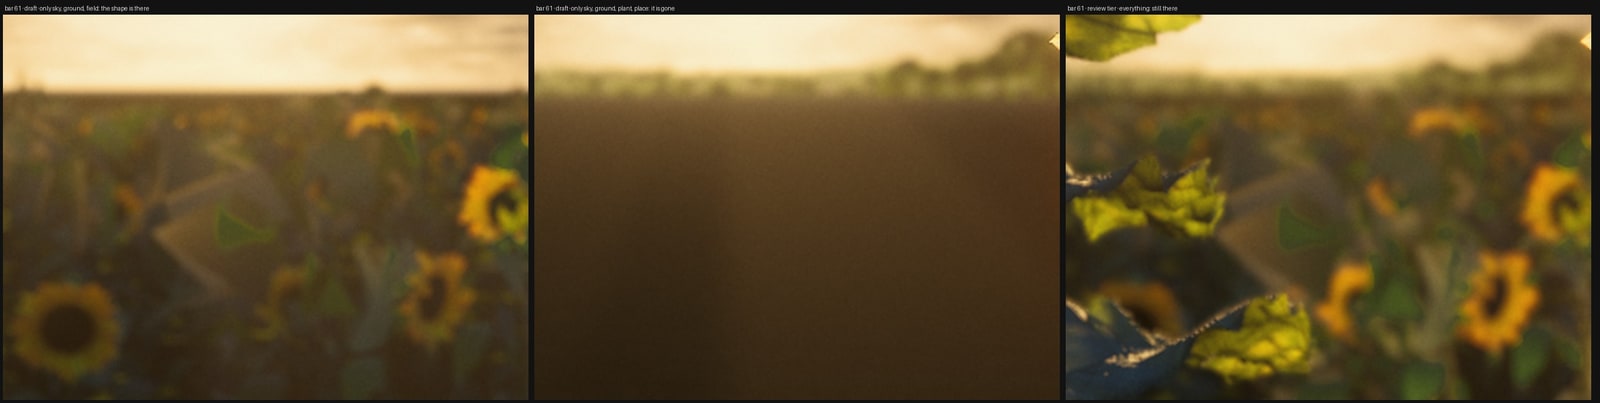 bar 61 · draft · only sky, ground, field: the shape is there
bar 61 · draft · only sky, ground, plant, place: it is gone
bar 61 · review tier · everything: still there